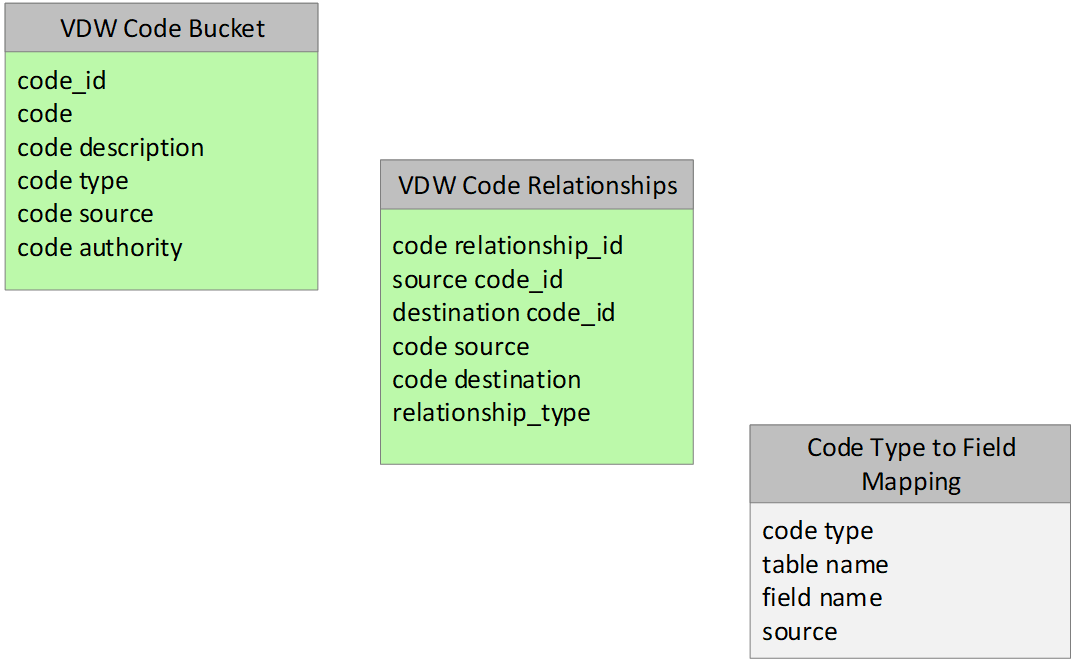 VDW Code Bucket
code_id
code
code description
code type
code source
code authority
VDW Code Relationships
code relationship_id
source code_id
destination code_id
code source
code destination
relationship_type
Code Type to Field
Mapping
code type
table name
field name
source